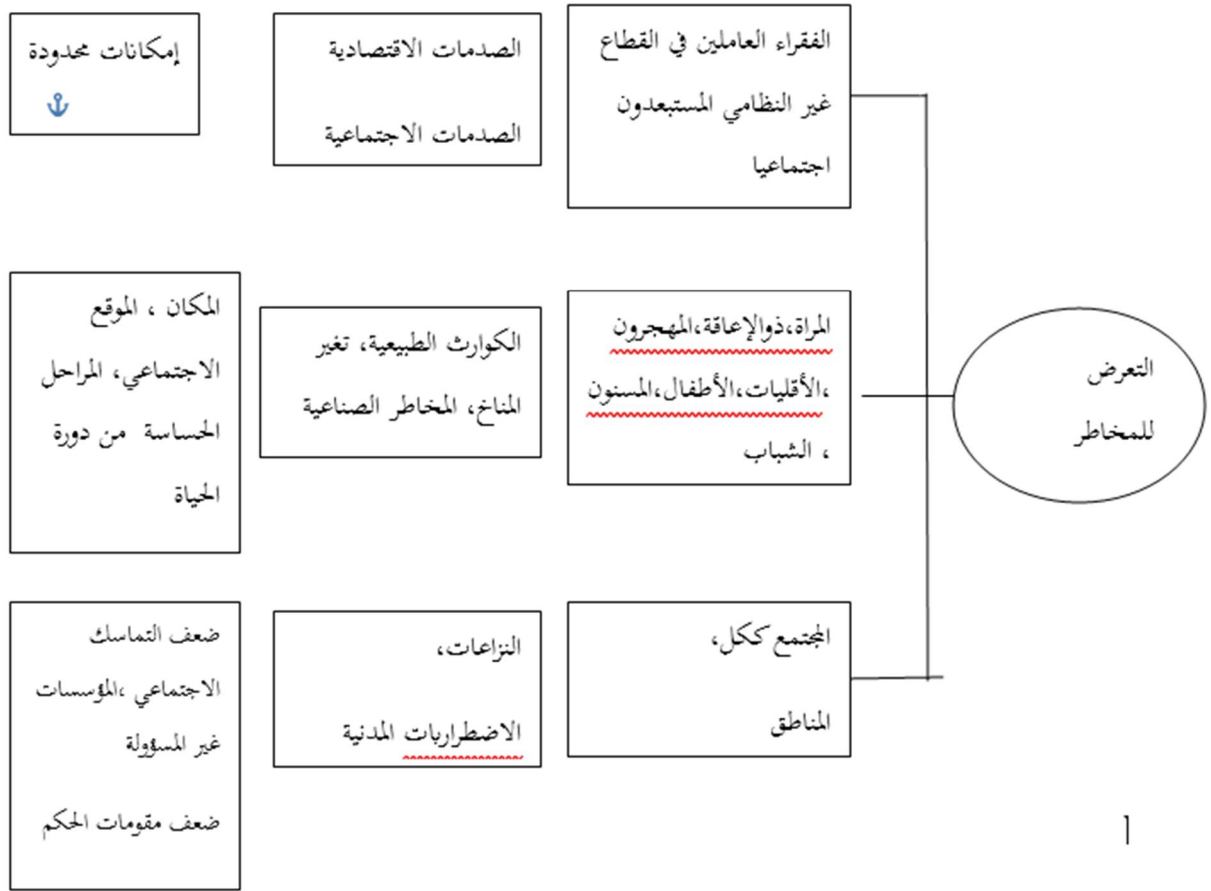 الفقراء العاملين في القطاع
غير النظامي المستبعدون
اجتماعيا
الصدمات الاقتصادية
الصدمات الاجتماعية
إمكانات محدودة
التعرض
للمخاطر
المراة،ذوالإعاقة،المهجرون
،الأقليات،الأطفال،المسنون
، الشباب
الكوارث الطبيعية، تغير
المناخ، المخاطر الصناعية
المكان ، الموقع
الاجتماعي، المراحل
الحساسة من دورة
الحياة
المجتمع ككل،
المناطق
النزاعات،
الاضطراربات المدنية
ضعف التماسك
الاجتماعي ،المؤسسات
غير المسؤولة
ضعف مقومات الحكم
أ